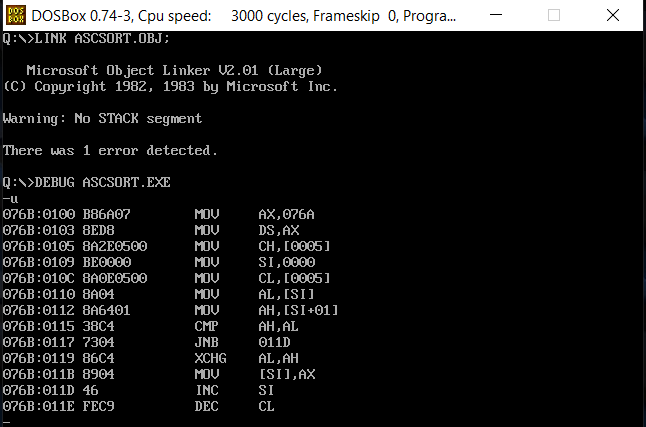 DOS BOX DOSBox 0.74-3, Cpu speed: 3000 cycles, Frameskip 0, Progra...
Q:\>LINK ASCSORT.OBJ;
Microsoft Object Linker V2.01 (Large)
(C) Copyright 1982, 1983 by Microsoft Inc.
Warning: No STACK segment
There was 1 error detected.
Q:\>DEBUG ASCSORT.EXE
-u
076B:0100 B86A07 MOV AX,076A
076B:0103 8ED8 MOV DS,AX
076B:0105 8A2E0500 MOV CH,[0005]
076B:0109 BE0000 MOV SI,0000
076B:010C 8A0E0500 MOV CL,[0005]
076B:0110 8A04 MOV AL,[SI]
076B:0112 8A6401 MOV AH,[SI+01]
076B:0115 38C4 CMP AH,AL
076B:0117 7304 JNB 011D
076B:0119 86C4 XCHG AL,AH
076B:011B 8904 MOV [SI],AX
076B:011D 46 INC SI
076B:011E FEC9 DEC CL
-